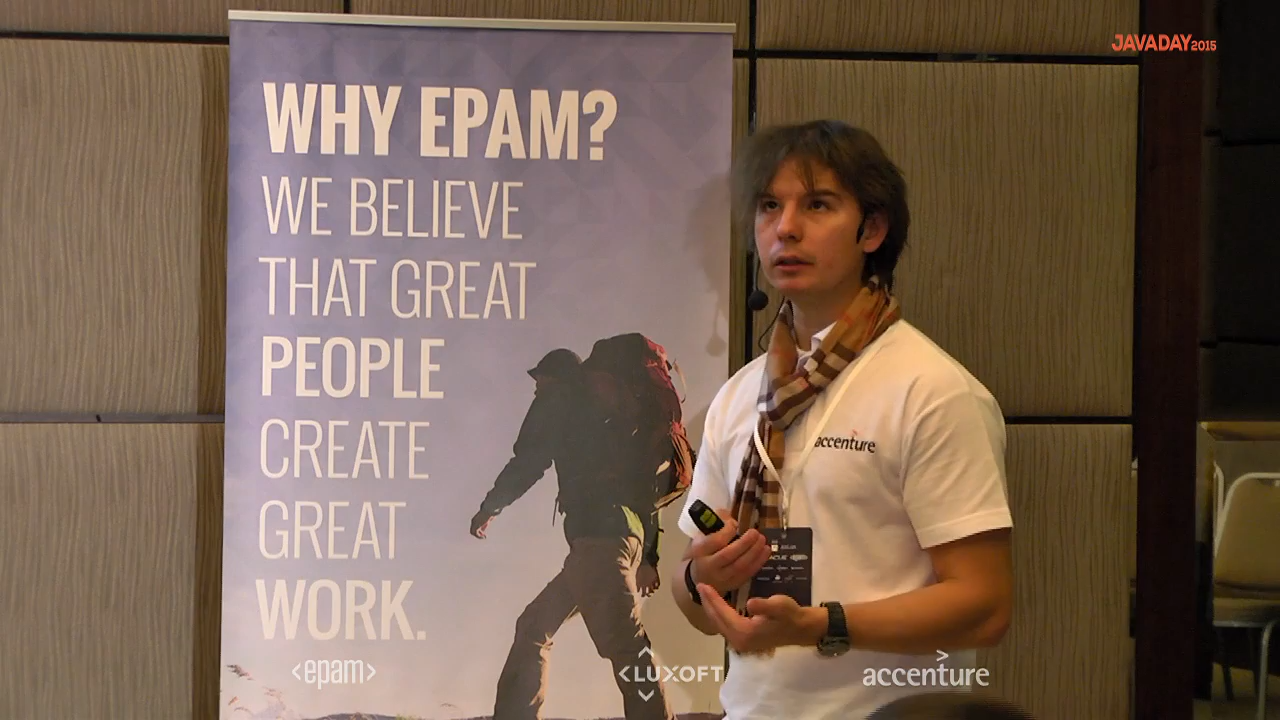 JAVADAY2015
WHY EPAM?
WE BELIEVE
THAT GREAT
PEOPLE
CREATE
GREAT
WORK.
accenture
<epam>
LUXOFT
accenture